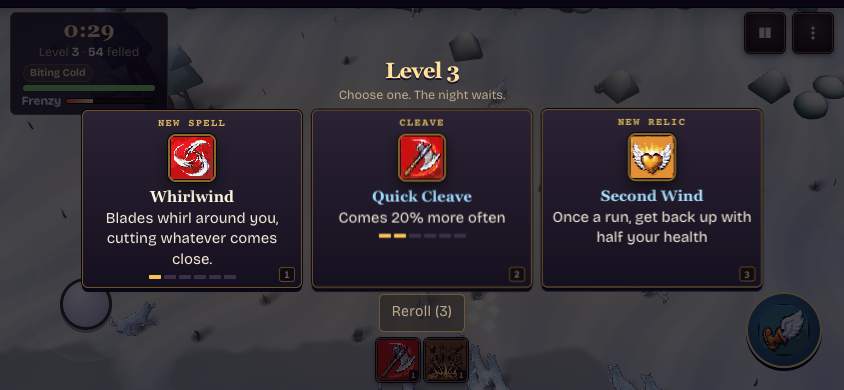 0:29
Level 3 · 54 felled
Biting Cold
Frenzy
Level 3
Choose one. The night waits.
NEW SPELL
Whirlwind
Blades whirl around you,
cutting whatever comes
close.
1
CLEAVE
Quick Cleave
Comes 20% more often
2
NEW RELIC
Second Wind
Once a run, get back up with
half your health
3
Reroll (3)
1
1